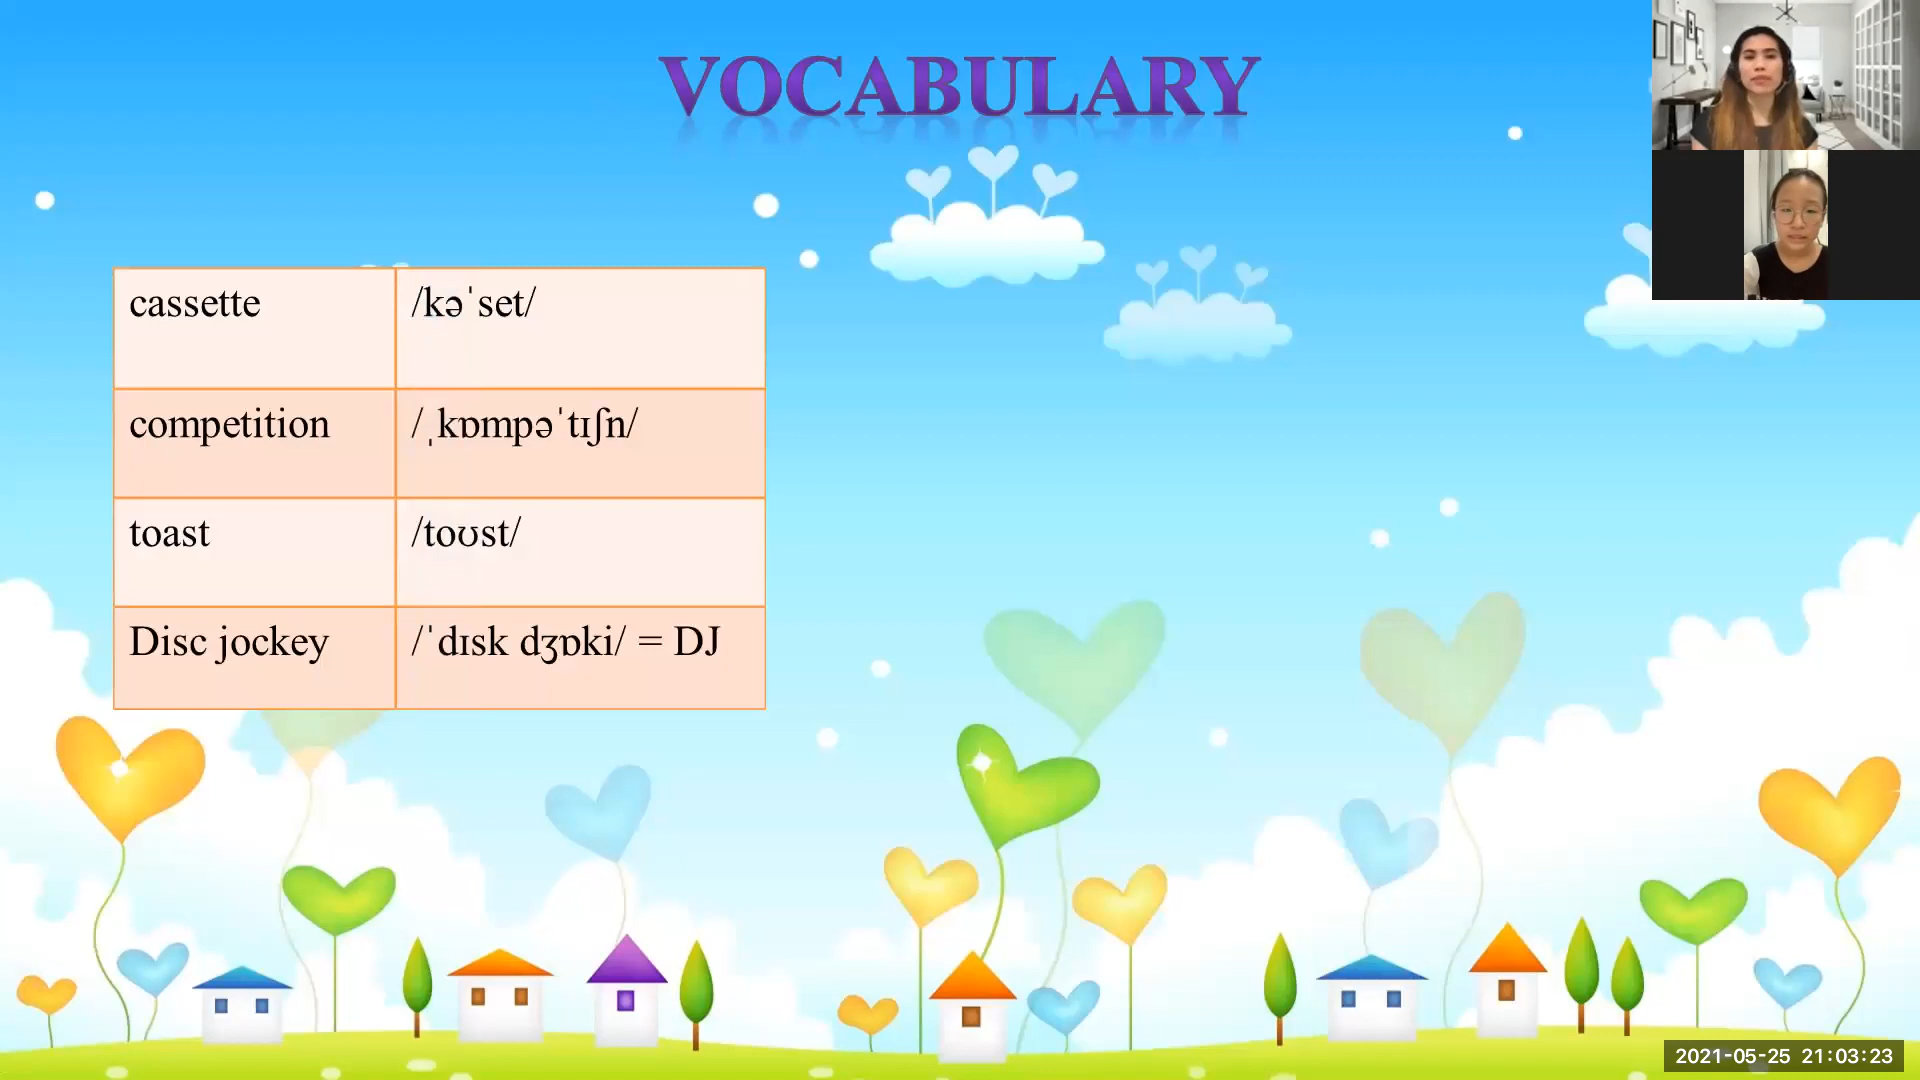 VOCABULARY
cassette /kəˈset/
competition /ˌkɒmpəˈtɪʃn/
toast /toʊst/
Disc jockey /ˈdɪsk dʒɒki/ = DJ
2021-05-25 21:03:23